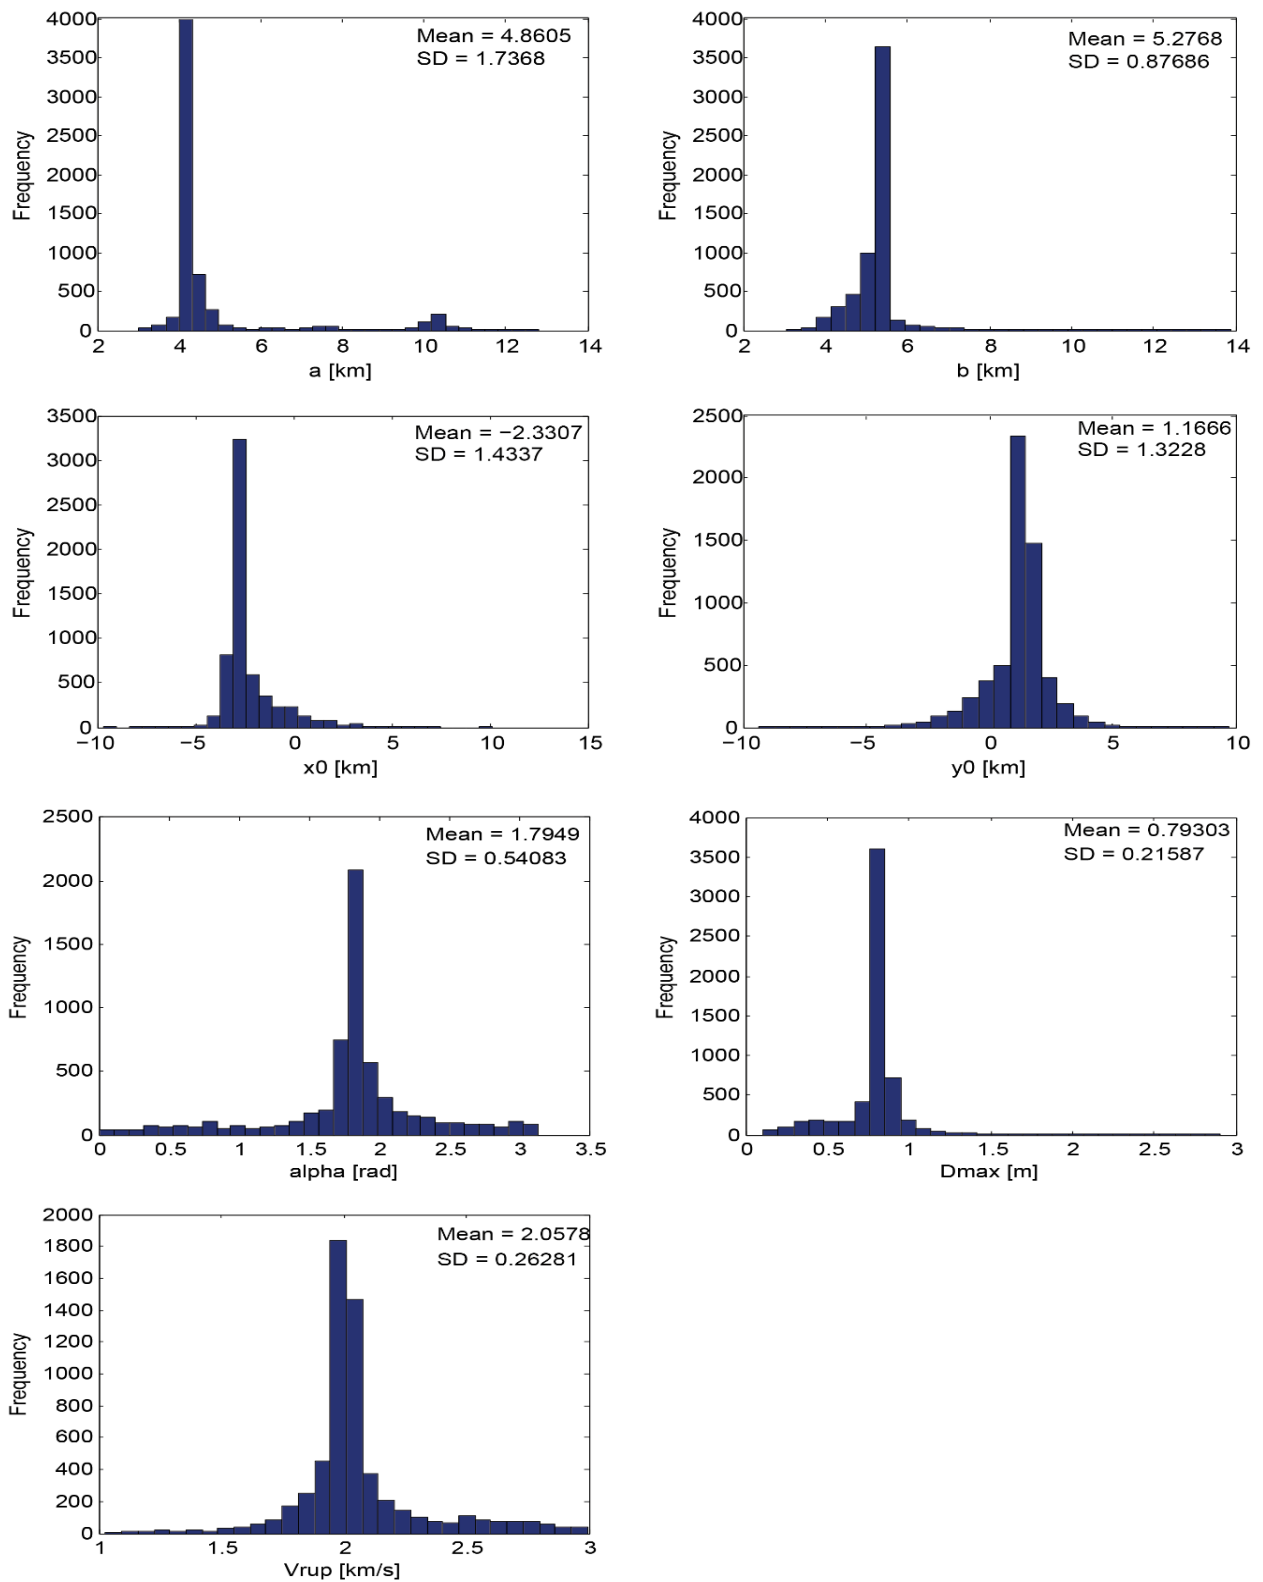 4000
3500
3000
2500
2000
1500
1000
500
0
Frequency
Mean = 4.8605
SD = 1.7368
2 4 6 8 10 12 14
a [km]
4000
3500
3000
2500
2000
1500
1000
500
0
Frequency
Mean = 5.2768
SD = 0.87686
2 4 6 8 10 12 14
b [km]
3500
3000
2500
2000
1500
1000
500
0
Frequency
Mean = −2.3307
SD = 1.4337
−10 −5 0 5 10 15
x0 [km]
2500
2000
1500
1000
500
0
Frequency
Mean = 1.1666
SD = 1.3228
−10 −5 0 5 10
y0 [km]
2500
2000
1500
1000
500
0
Frequency
Mean = 1.7949
SD = 0.54083
0 0.5 1 1.5 2 2.5 3 3.5
alpha [rad]
4000
3500
3000
2500
2000
1500
1000
500
0
Frequency
Mean = 0.79303
SD = 0.21587
0 0.5 1 1.5 2 2.5 3
Dmax [m]
2000
1800
1600
1400
1200
1000
800
600
400
200
0
Frequency
Mean = 2.0578
SD = 0.26281
1 1.5 2 2.5 3
Vrup [km/s]